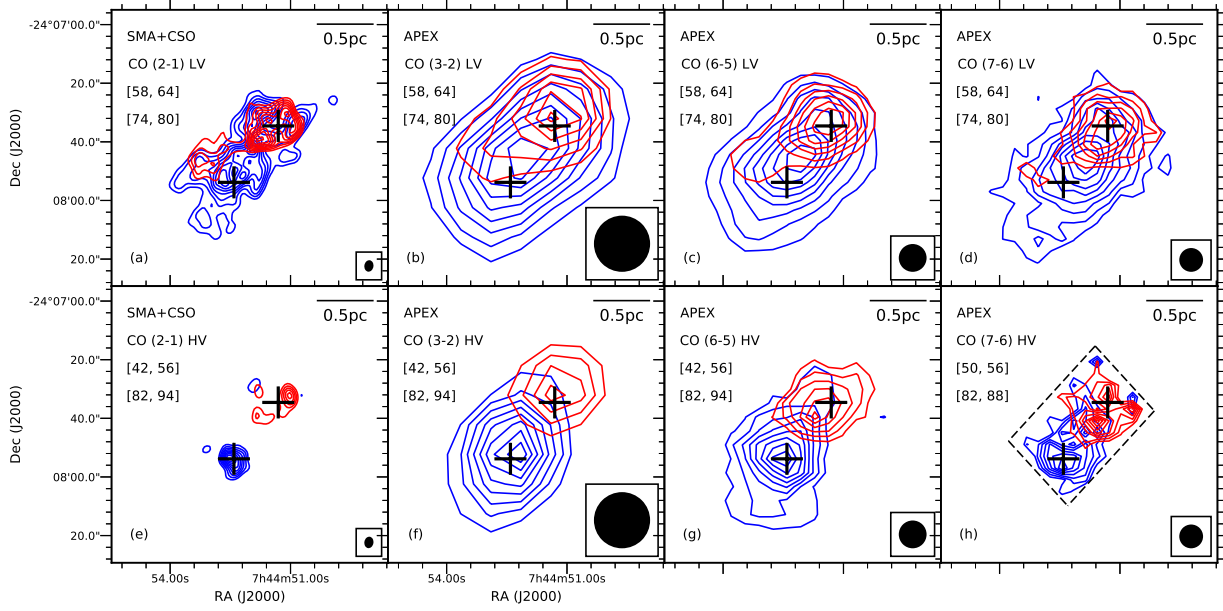 -24°07'00.0"
20.0"
40.0"
08'00.0"
20.0"
Dec (J2000)
SMA+CSO
0.5pc
CO (2-1) LV
[58, 64]
[74, 80]
(a)
APEX
0.5pc
CO (3-2) LV
[58, 64]
[74, 80]
(b)
APEX
0.5pc
CO (6-5) LV
[58, 64]
[74, 80]
(c)
APEX
0.5pc
CO (7-6) LV
[58, 64]
[74, 80]
(d)
-24°07'00.0"
20.0"
40.0"
08'00.0"
20.0"
Dec (J2000)
SMA+CSO
0.5pc
CO (2-1) HV
[42, 56]
[82, 94]
(e)
APEX
0.5pc
CO (3-2) HV
[42, 56]
[82, 94]
(f)
APEX
0.5pc
CO (6-5) HV
[42, 56]
[82, 94]
(g)
APEX
0.5pc
CO (7-6) HV
[50, 56]
[82, 88]
(h)
54.00s 7h44m51.00s
RA (J2000)
54.00s 7h44m51.00s
RA (J2000)